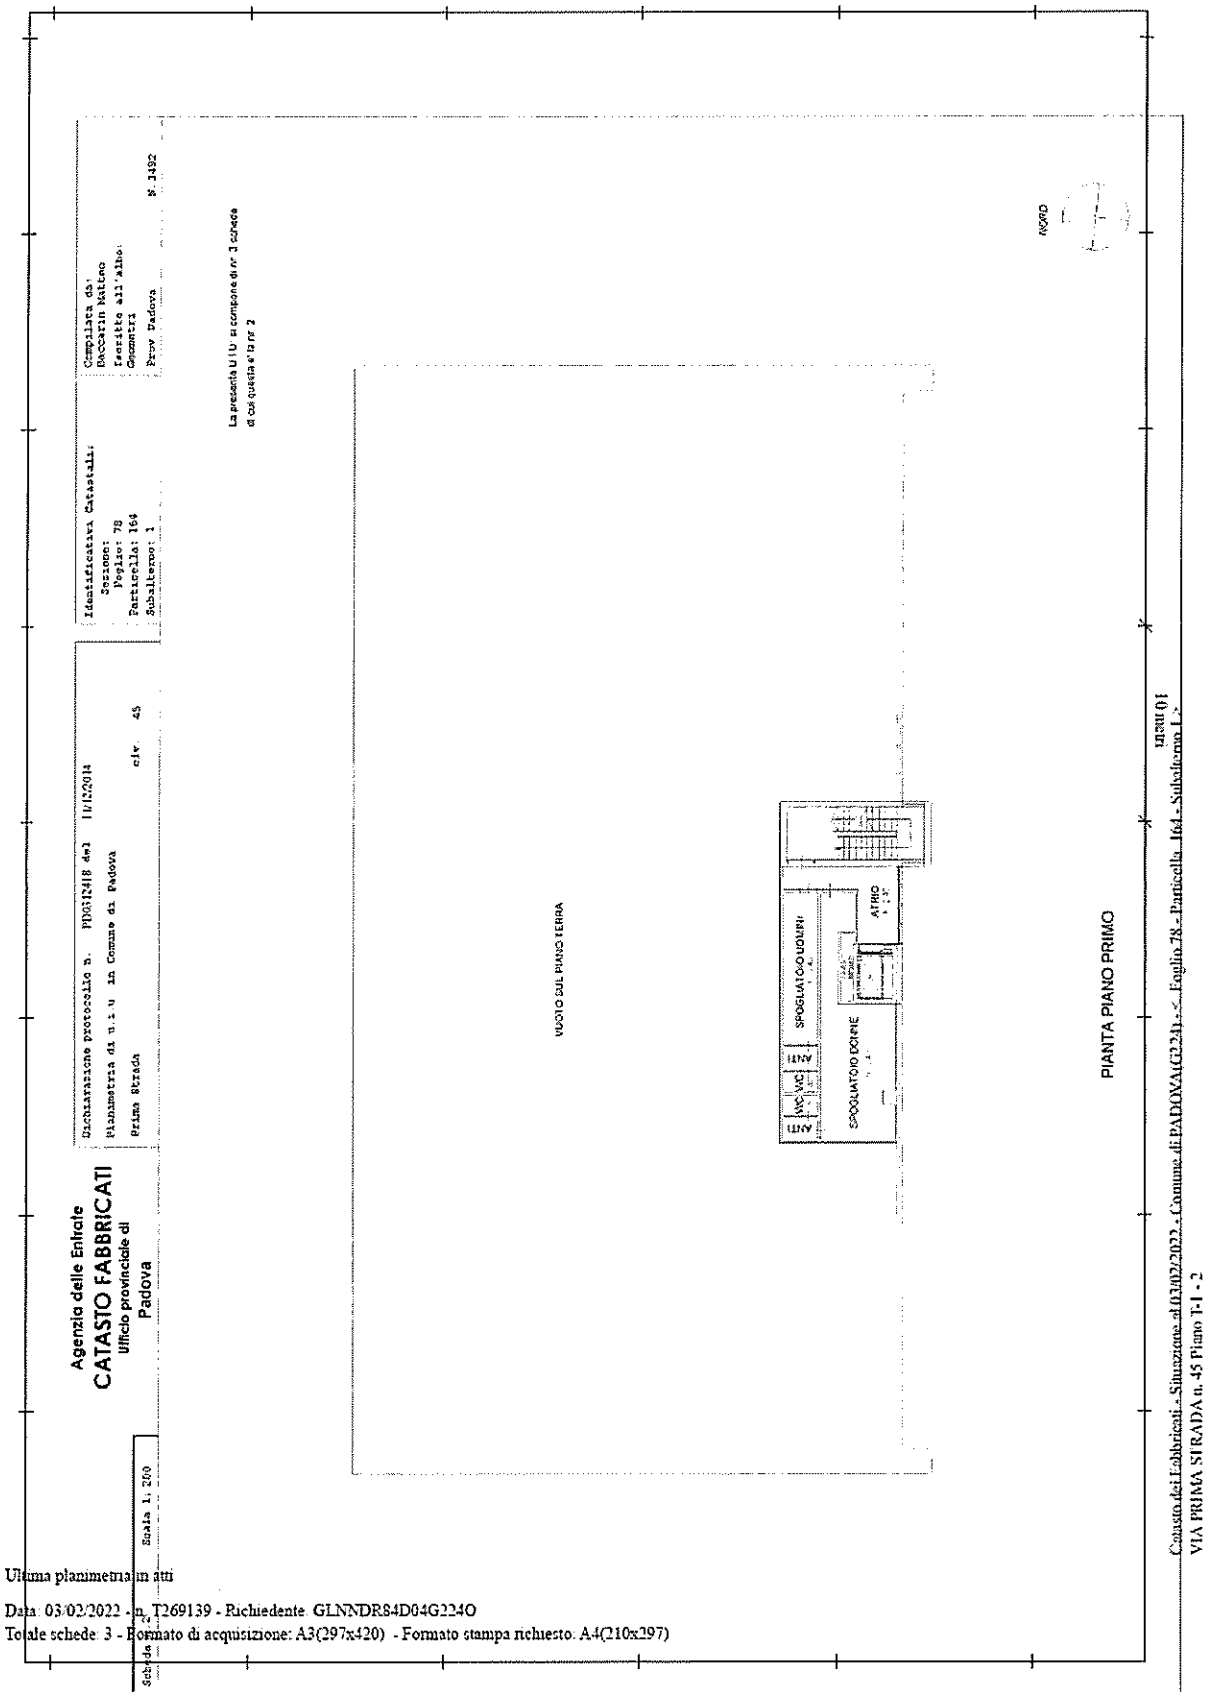 Agenzia delle Entrate
CATASTO FABBRICATI
Ufficio provinciale di
Padova
Scheda 2 Scala 1: 200
Dichiarazione protocollo n. PD0312418 del 11/12/2014
Planimetria di u.i.u. in Comune di Padova
Prima Strada civ. 45
Identificativi Catastali:
Sezione:
Foglio: 78
Particella: 164
Subalterno: 1
Compilata da:
Baccarin Matteo
Iscritto all'albo:
Geometri
Prov. Padova N. 1492
La presente U.I.U. si compone di nr. 3 schede
di cui questa e' la nr. 2
NORD
VUOTO SUL PIANO TERRA
SPOGLIATOIO UOMINI
WC
WC
SPOGLIATOIO DONNE
ATRIO
PIANTA PIANO PRIMO
10 metri
Catasto dei Fabbricati - Situazione al 03/02/2022 - Comune di PADOVA(G224) - < Foglio 78 - Particella 164 - Subalterno 1 >
VIA PRIMA STRADA n. 45 Piano T-1 - 2
Ultima planimetria in atti
Data: 03/02/2022 - n. T269139 - Richiedente: GLNNDR84D04G224O
Totale schede: 3 - Formato di acquisizione: A3(297x420) - Formato stampa richiesto: A4(210x297)